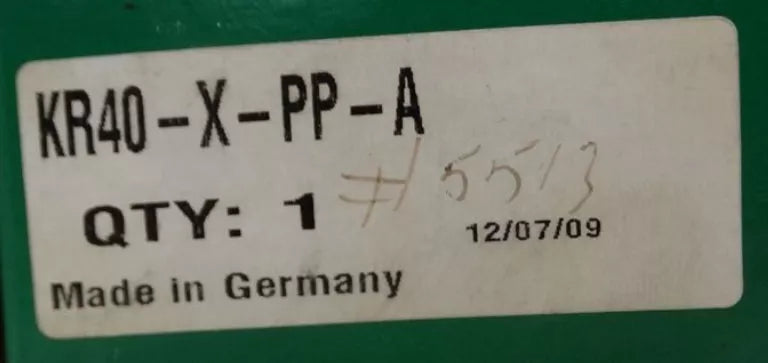 KR40-X-PP-A
QTY: 1 #5513
12/07/09
Made in Germany